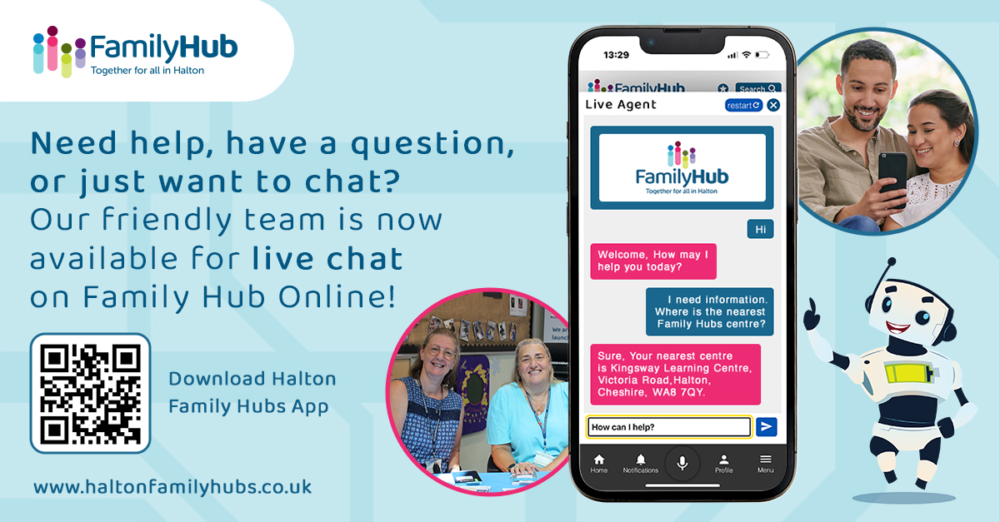 FamilyHub
Together for all in Halton
Need help, have a question,
or just want to chat?
Our friendly team is now
available for live chat
on Family Hub Online!
Download Halton
Family Hubs App
www.haltonfamilyhubs.co.uk
We are
launch
13:29
FamilyHub
Search
Live Agent
restart
FamilyHub
Together for all in Halton
Hi
Welcome, How may I
help you today?
I need information.
Where is the nearest
Family Hubs centre?
Sure, Your nearest centre
is Kingsway Learning Centre,
Victoria Road,Halton,
Cheshire, WA8 7QY.
How can I help?
Home
Notifications
Profile
Menu